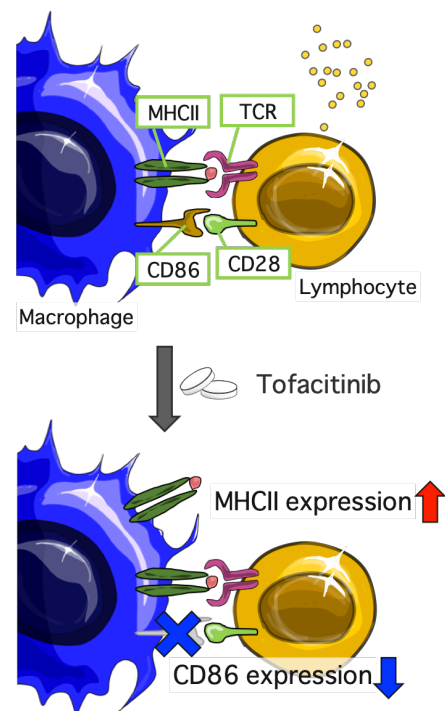 MHCII
TCR
CD86
CD28
Lymphocyte
Macrophage
Tofacitinib
MHCII expression
CD86 expression